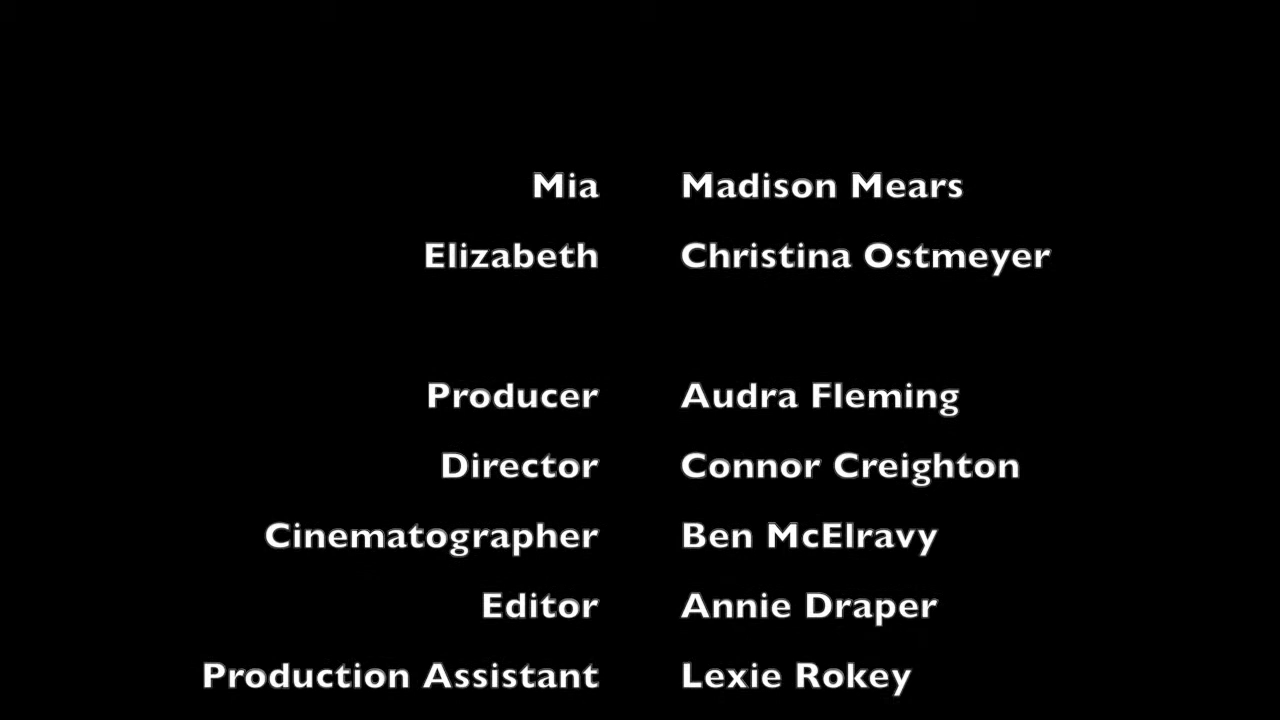 Mia Madison Mears
Elizabeth Christina Ostmeyer
Producer Audra Fleming
Director Connor Creighton
Cinematographer Ben McElravy
Editor Annie Draper
Production Assistant Lexie Rokey